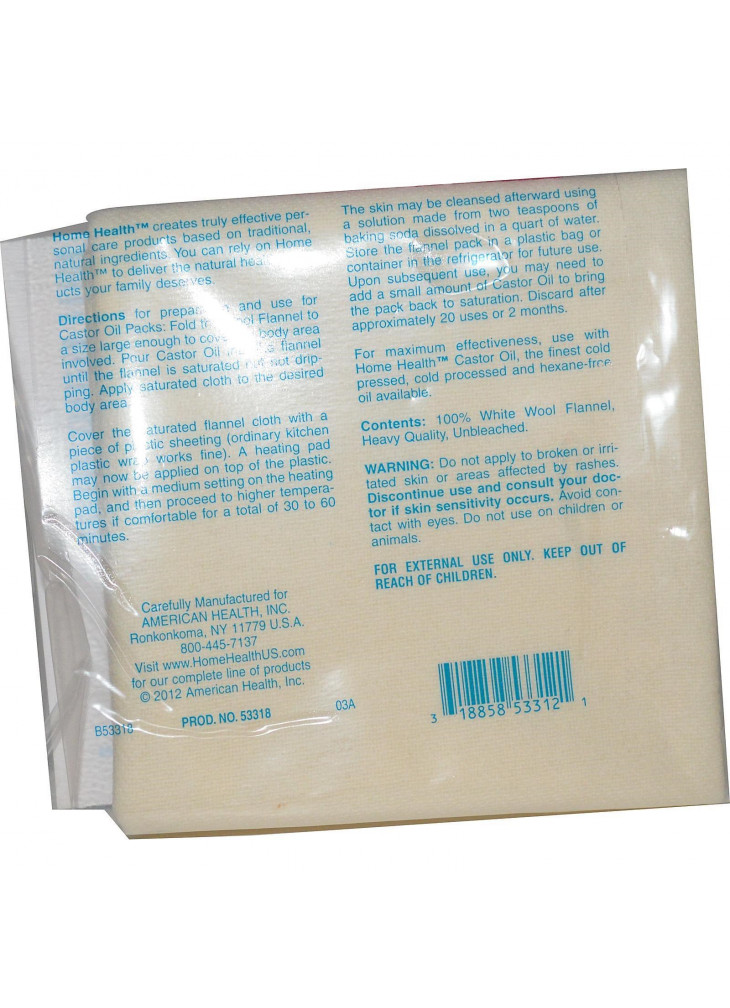 Home Health™ creates truly effective per-
sonal care products based on traditional,
natural ingredients. You can rely on Home
Health™ to deliver the natural
ucts your family deserves.
Directions for and use for
Castor Oil Packs: Fold Flannel to
a size large enough to body area
involved. Pour Castor Oil flannel
until the flannel is saturated not drip-
ping. Apply saturated cloth to the desired
body area
Cover the saturated flannel cloth with a
piece of plastic sheeting (ordinary kitchen
plastic wrap works fine). A heating pad
may now be applied on top of the plastic.
Begin with a medium setting on the heating
pad, and then proceed to higher tempera-
tures if comfortable for a total of 30 to 60
minutes.
Carefully Manufactured for
AMERICAN HEALTH, INC.
Ronkonkoma, NY 11779 U.S.A.
800-445-7137
Visit www.HomeHealthUS.com
for our complete line of products
© 2012 American Health, Inc.
B53318
PROD. NO. 53318
03A
The skin may be cleansed afterward using
a solution made from two teaspoons of
baking soda dissolved in a quart of water.
Store the flannel pack in a plastic bag or
container in the refrigerator for future use.
Upon subsequent use, you may need to
add a small amount of Castor Oil to bring
the pack back to saturation. Discard after
approximately 20 uses or 2 months.
For maximum effectiveness, use with
Home Health™ Castor Oil, the finest cold
pressed, cold processed and hexane-free
oil available.
Contents: 100% White Wool Flannel,
Heavy Quality, Unbleached.
WARNING: Do not apply to broken or irri-
tated skin or areas affected by rashes.
Discontinue use and consult your doc-
tor if skin sensitivity occurs. Avoid con-
tact with eyes. Do not use on children or
animals.
FOR EXTERNAL USE ONLY. KEEP OUT OF
REACH OF CHILDREN.
3 18858 53312 1